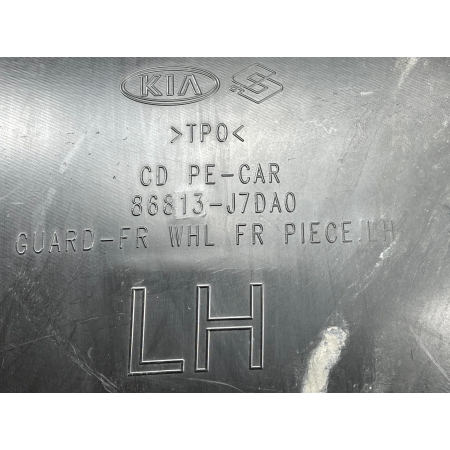 KIA
>TPO<
CD PE-CAR
86813-J7DA0
GUARD-FR WHL FR PIECE.LH
LH